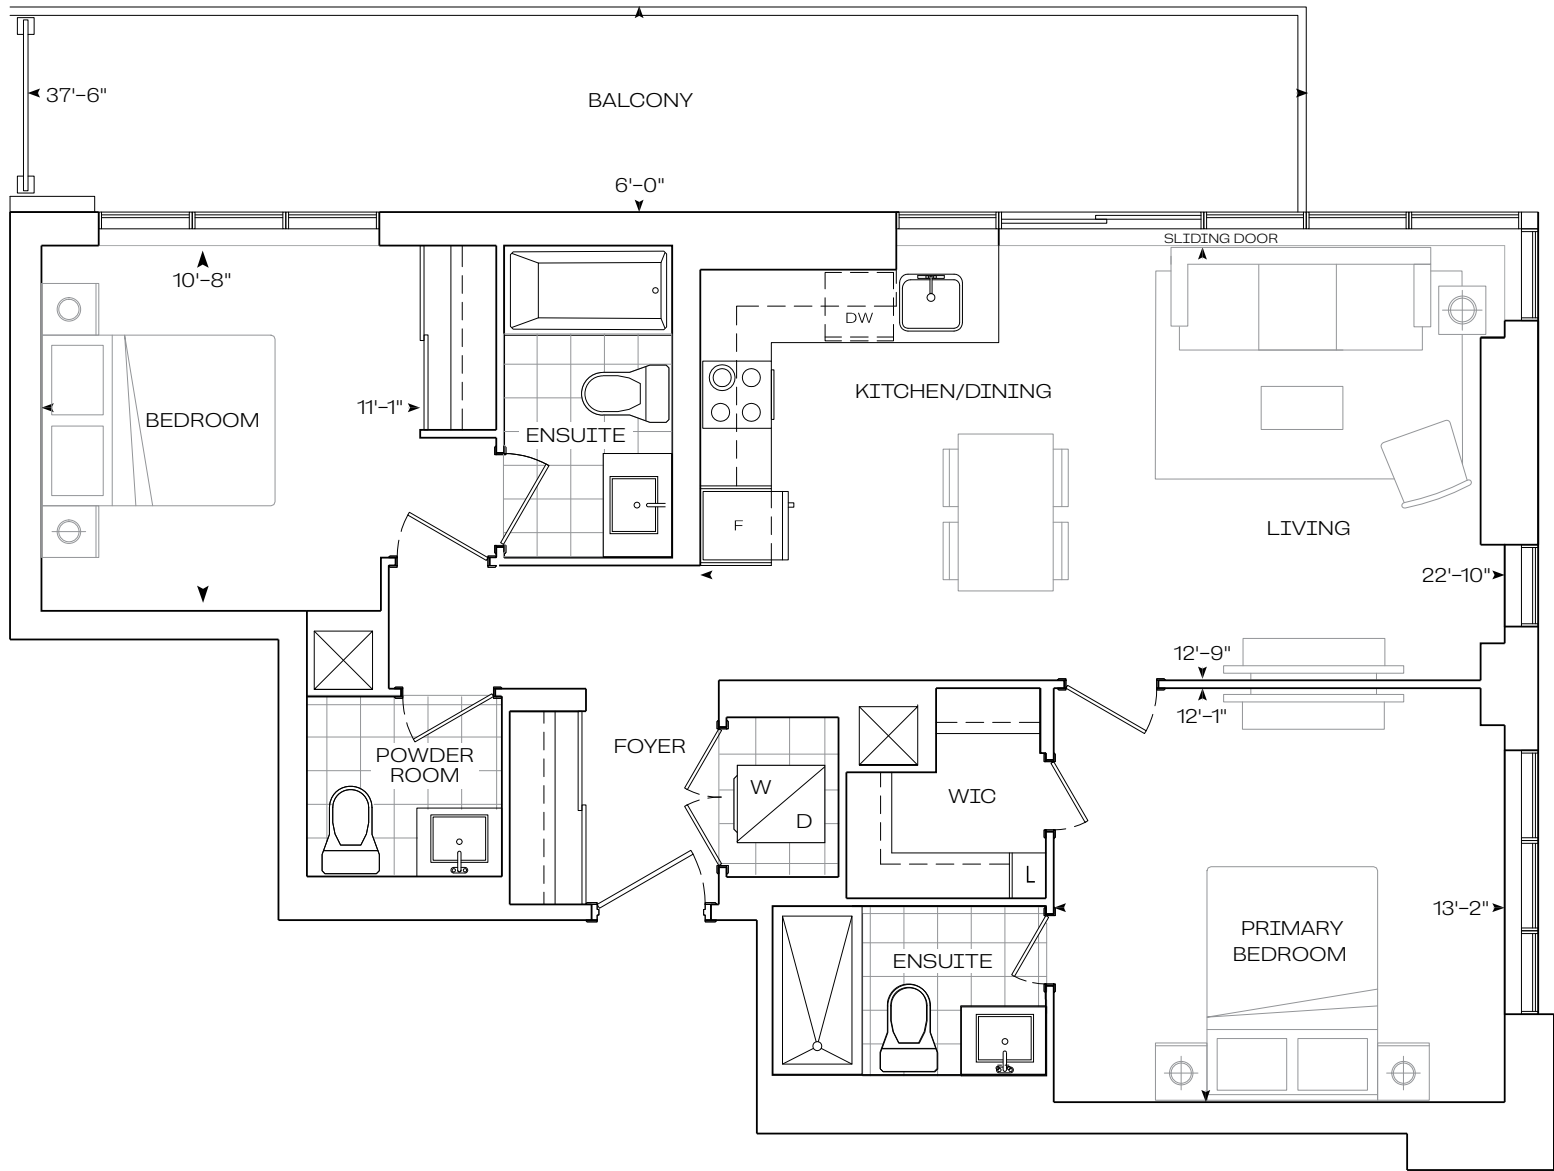 37'-6"
BALCONY
6'-0"
SLIDING DOOR
10'-8"
DW
KITCHEN/DINING
11'-1"
BEDROOM
ENSUITE
F
LIVING
22'-10"
12'-9"
12'-1"
FOYER
POWDER
ROOM
W
D
WIC
L
13'-2"
PRIMARY
BEDROOM
ENSUITE